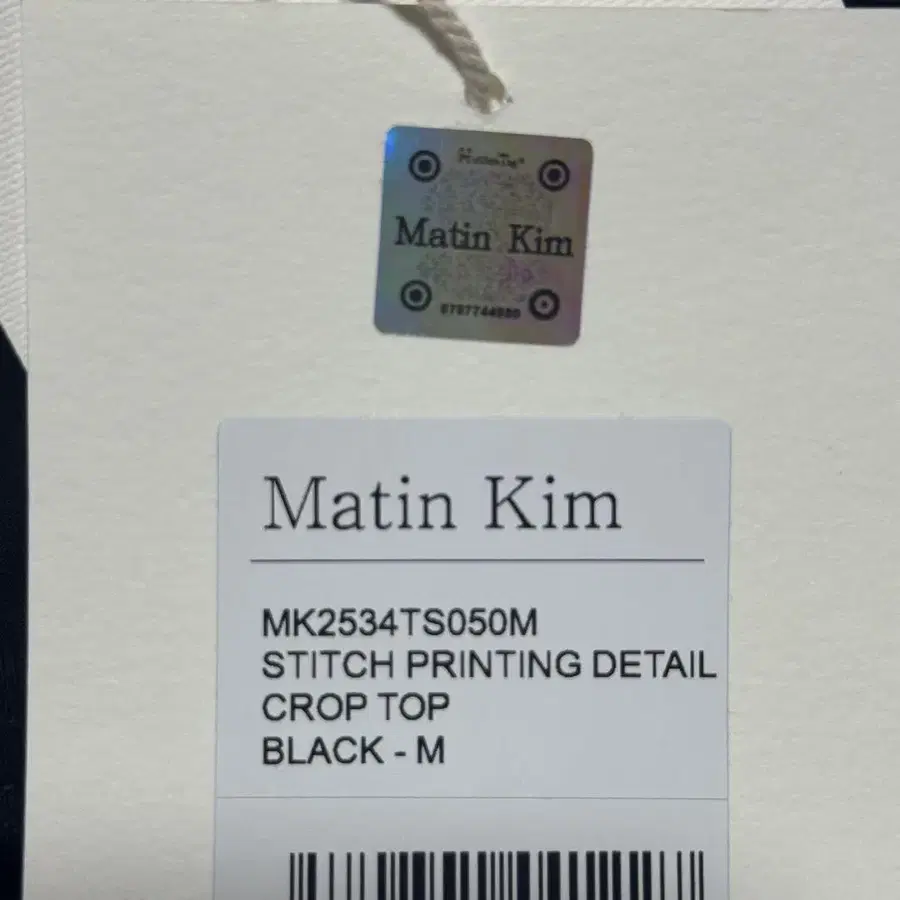 Matin Kim
Matin Kim
MK2534TS050M
STITCH PRINTING DETAIL
CROP TOP
BLACK - M